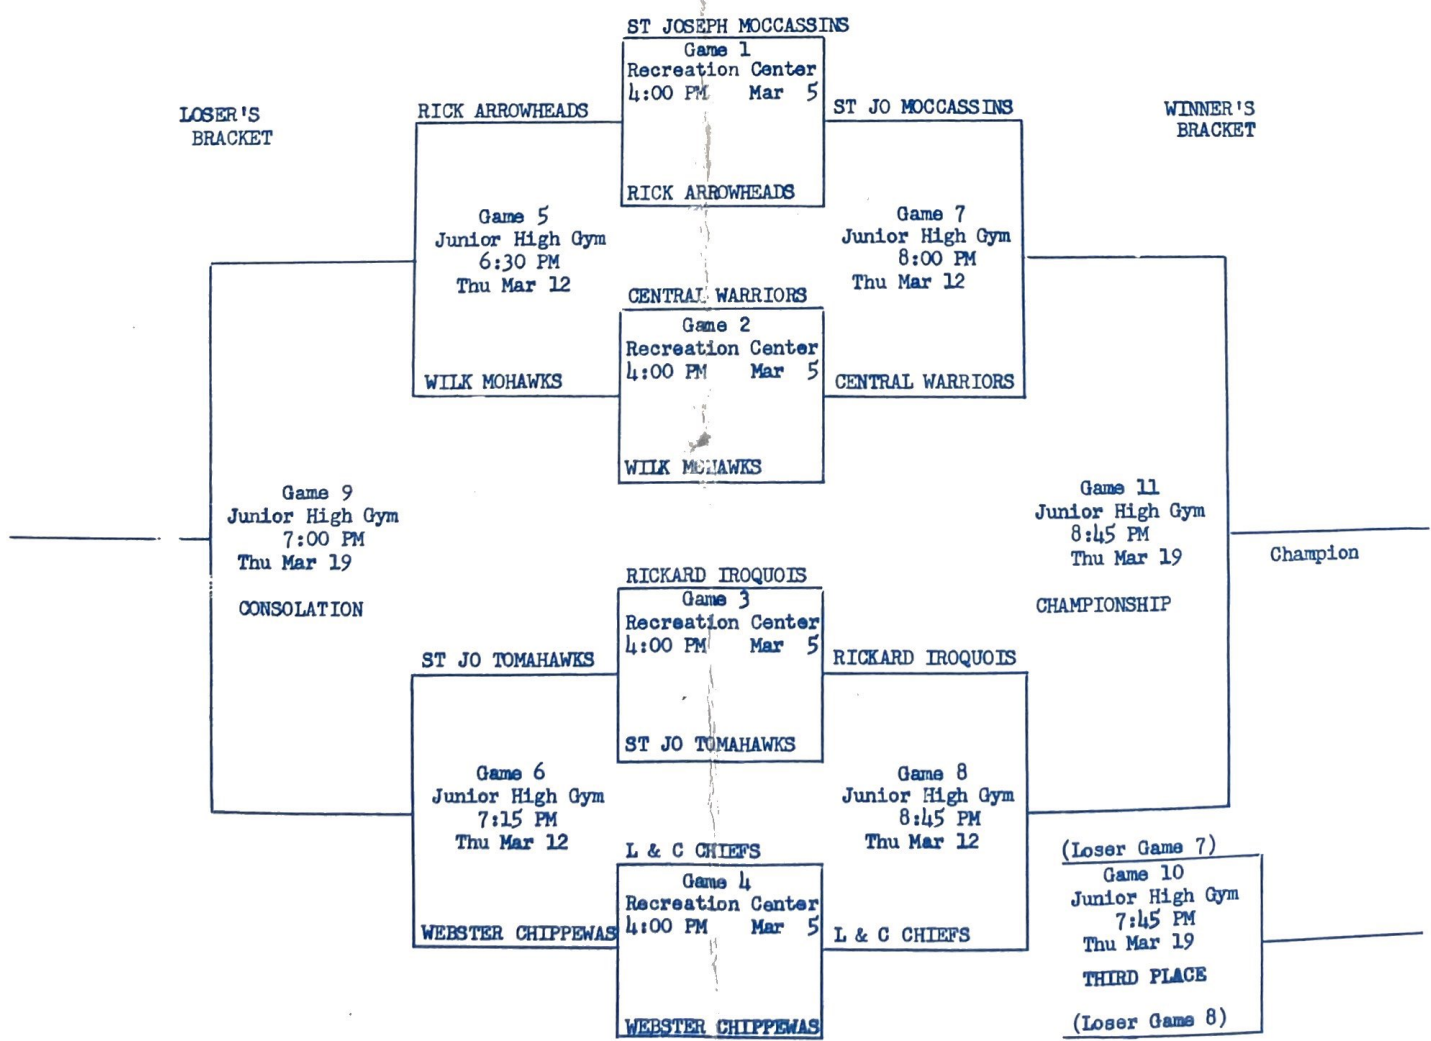 ST JOSEPH MOCCASSINS
Game 1
Recreation Center
4:00 PM Mar 5
RICK ARROWHEADS
LOSER'S
BRACKET
RICK ARROWHEADS
ST JO MOCCASSINS
WINNER'S
BRACKET
Game 5
Junior High Gym
6:30 PM
Thu Mar 12
Game 7
Junior High Gym
8:00 PM
Thu Mar 12
CENTRAL WARRIORS
Game 2
Recreation Center
4:00 PM Mar 5
WILK MOHAWKS
WILK MOHAWKS
CENTRAL WARRIORS
Game 9
Junior High Gym
7:00 PM
Thu Mar 19
CONSOLATION
Game 11
Junior High Gym
8:45 PM
Thu Mar 19
CHAMPIONSHIP
Champion
RICKARD IROQUOIS
Game 3
Recreation Center
4:00 PM Mar 5
ST JO TOMAHAWKS
ST JO TOMAHAWKS
RICKARD IROQUOIS
Game 6
Junior High Gym
7:15 PM
Thu Mar 12
Game 8
Junior High Gym
8:45 PM
Thu Mar 12
L & C CHIEFS
Game 4
Recreation Center
4:00 PM Mar 5
WEBSTER CHIPPEWAS
WEBSTER CHIPPEWAS
L & C CHIEFS
(Loser Game 7)
Game 10
Junior High Gym
7:45 PM
Thu Mar 19
THIRD PLACE
(Loser Game 8)